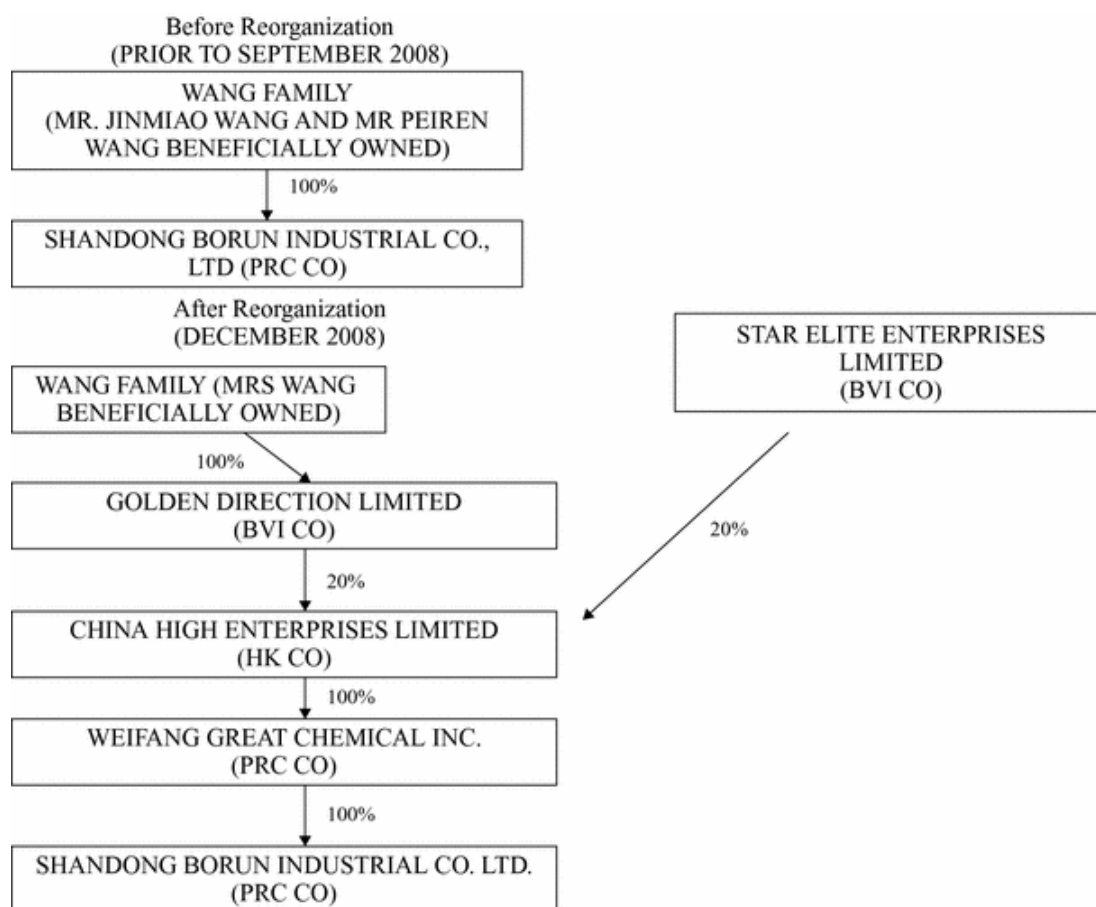 Before Reorganization
(PRIOR TO SEPTEMBER 2008)
WANG FAMILY
(MR. JINMIAO WANG AND MR PEIREN
WANG BENEFICIALLY OWNED)
100%
SHANDONG BORUN INDUSTRIAL CO.,
LTD (PRC CO)
After Reorganization
(DECEMBER 2008)
STAR ELITE ENTERPRISES
LIMITED
(BVI CO)
WANG FAMILY (MRS WANG
BENEFICIALLY OWNED)
100%
GOLDEN DIRECTION LIMITED
(BVI CO)
20%
20%
CHINA HIGH ENTERPRISES LIMITED
(HK CO)
100%
WEIFANG GREAT CHEMICAL INC.
(PRC CO)
100%
SHANDONG BORUN INDUSTRIAL CO. LTD.
(PRC CO)